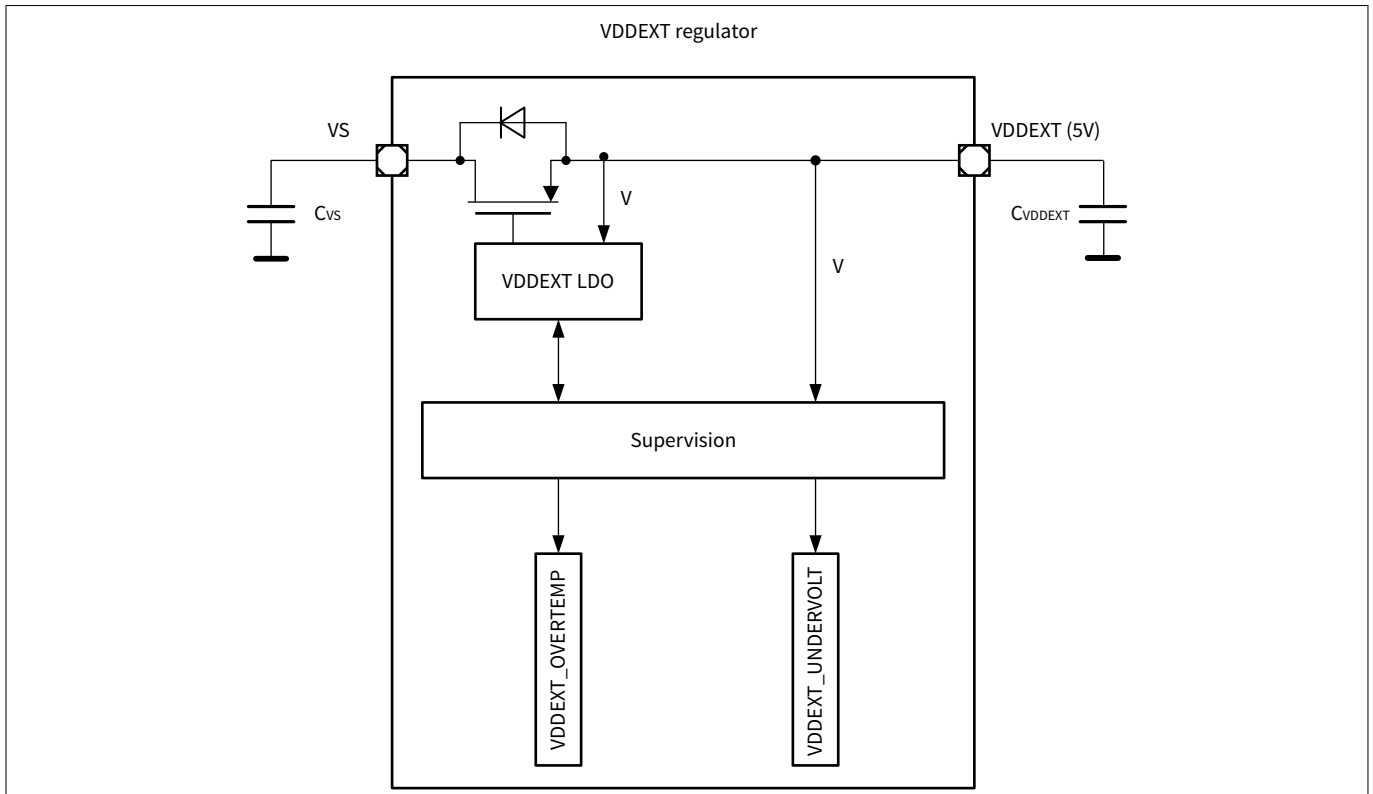 VDDEXT regulator
VS
VDDEXT (5V)
V
CVS
CVDDEXT
V
VDDEXT LDO
Supervision
VDDEXT_OVERTEMP
VDDEXT_UNDERVOLT